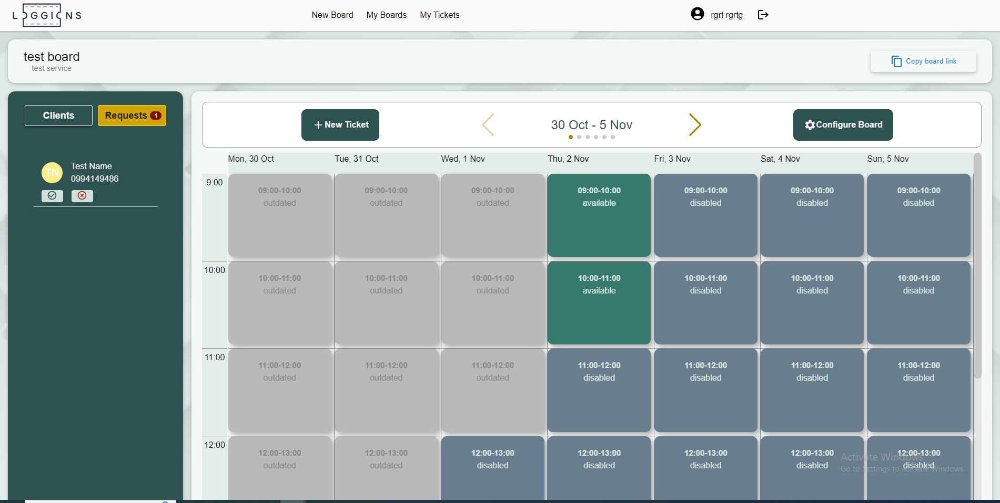 LOGGIONS
New Board My Boards My Tickets
rgrt rgrtg
test board
test service
Copy board link
Clients
Requests 1
TN
Test Name
0994149486
New Ticket
30 Oct - 5 Nov
Configure Board
Mon, 30 Oct Tue, 31 Oct Wed, 1 Nov Thu, 2 Nov Fri, 3 Nov Sat, 4 Nov Sun, 5 Nov
9:00
09:00-10:00 09:00-10:00 09:00-10:00 09:00-10:00 09:00-10:00 09:00-10:00 09:00-10:00
outdated outdated outdated available disabled disabled disabled
10:00
10:00-11:00 10:00-11:00 10:00-11:00 10:00-11:00 10:00-11:00 10:00-11:00 10:00-11:00
outdated outdated outdated available disabled disabled disabled
11:00
11:00-12:00 11:00-12:00 11:00-12:00 11:00-12:00 11:00-12:00 11:00-12:00 11:00-12:00
outdated outdated outdated disabled disabled disabled disabled
12:00
12:00-13:00 12:00-13:00 12:00-13:00 12:00-13:00 12:00-13:00 12:00-13:00 12:00-13:00
outdated outdated disabled disabled disabled disabled disabled
Activate Windows
Go to Settings to activate Windows.